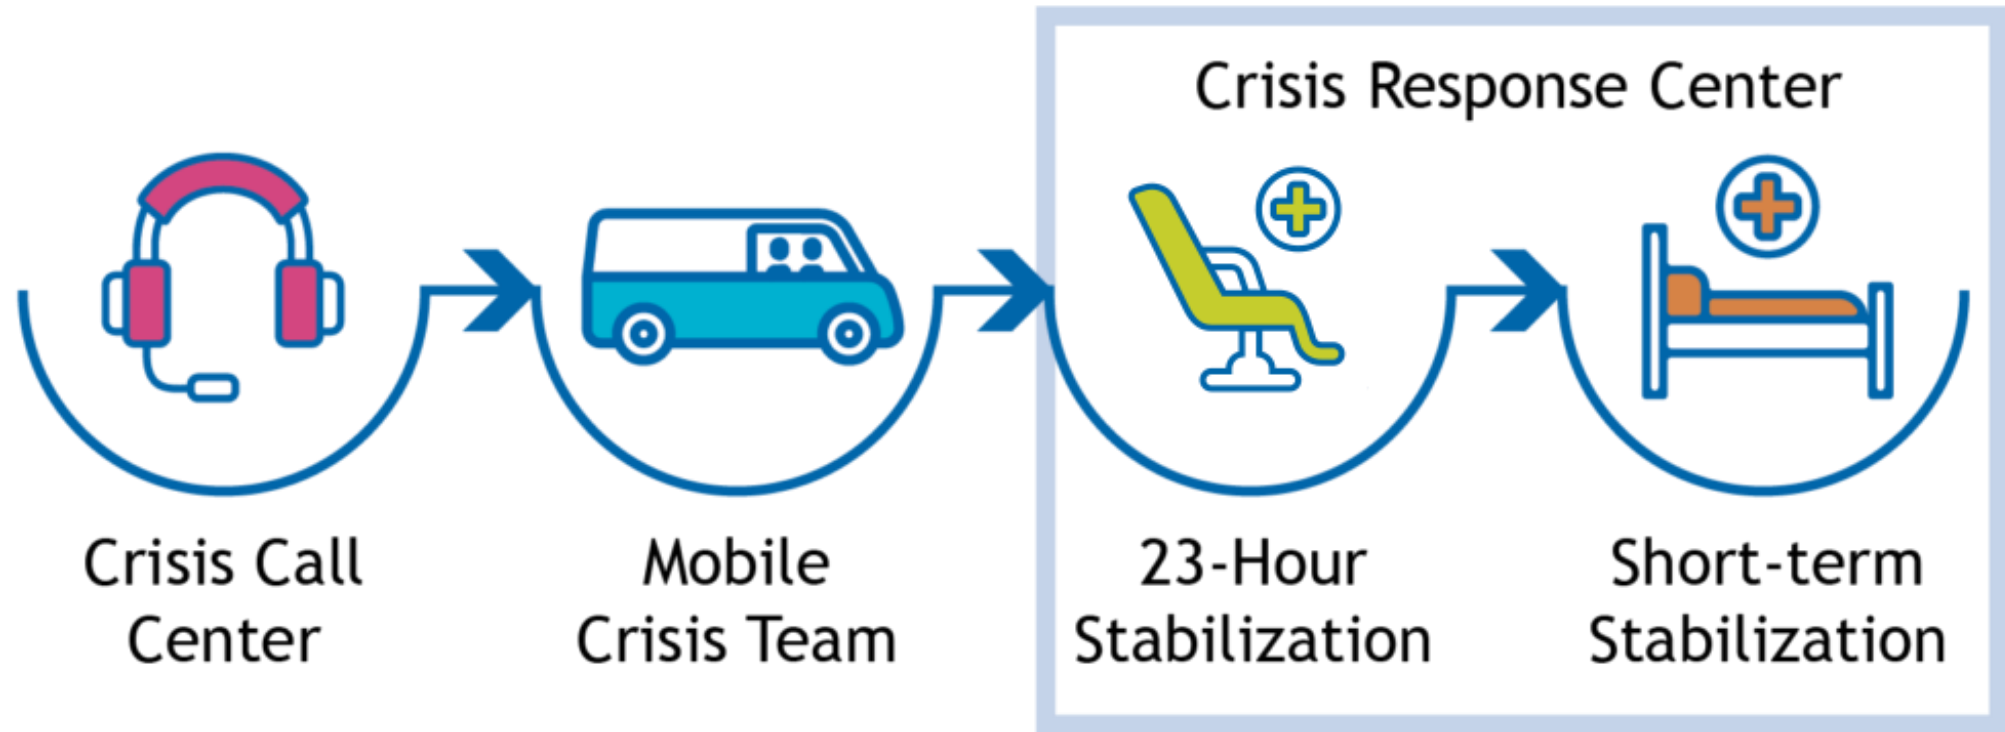 Crisis Response Center
Crisis Call
Center
Mobile
Crisis Team
23-Hour
Stabilization
Short-term
Stabilization